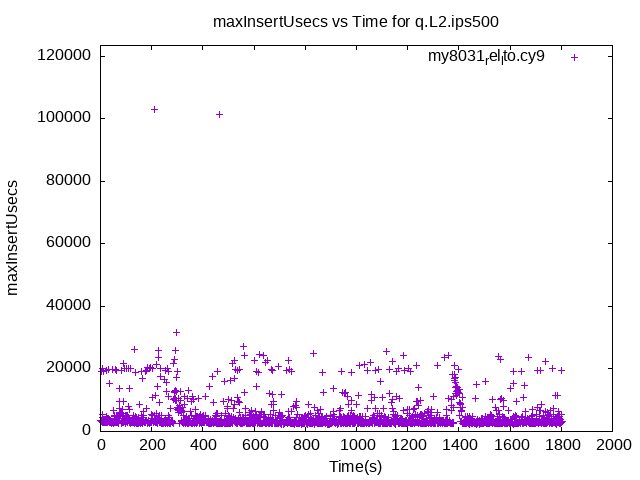 maxInsertUsecs vs Time for q.L2.ips500
my8031relto.cy9
120000
100000
80000
60000
40000
20000
0
maxInsertUsecs
0 200 400 600 800 1000 1200 1400 1600 1800 2000
Time(s)